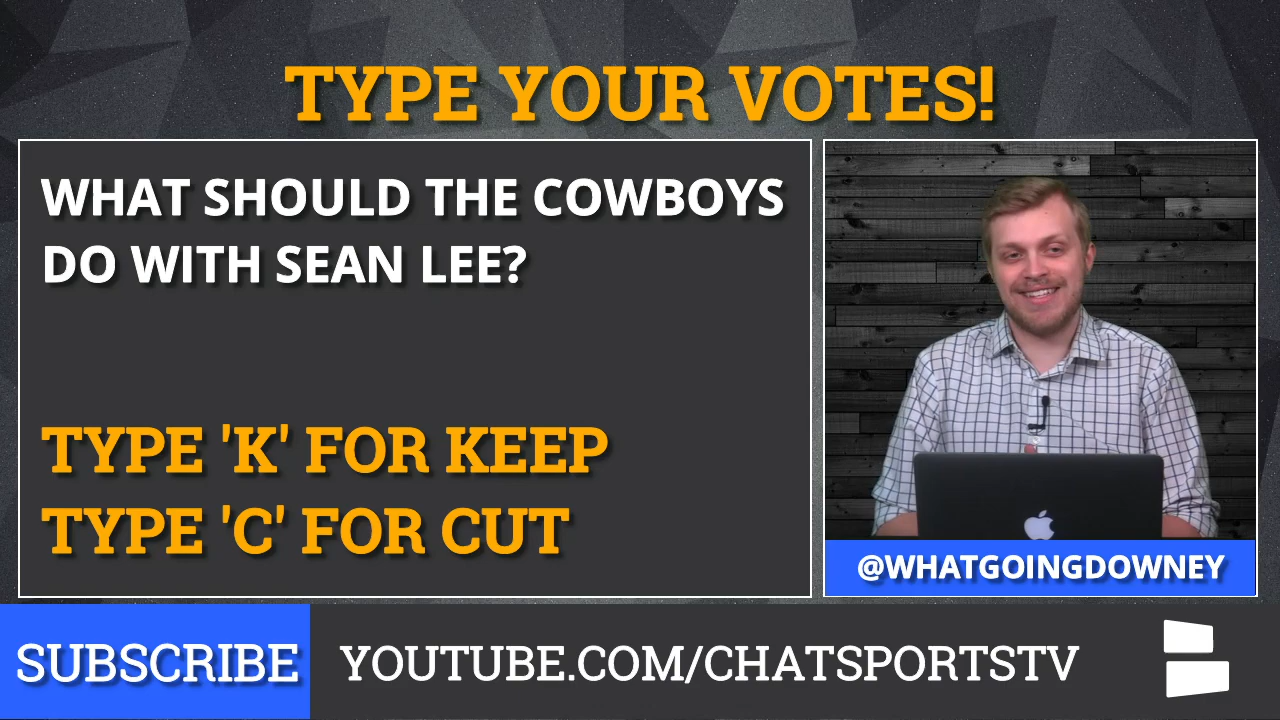 TYPE YOUR VOTES!
WHAT SHOULD THE COWBOYS
DO WITH SEAN LEE?
TYPE 'K' FOR KEEP
TYPE 'C' FOR CUT
@WHATGOINGDOWNEY
SUBSCRIBE
YOUTUBE.COM/CHATSPORTSTV